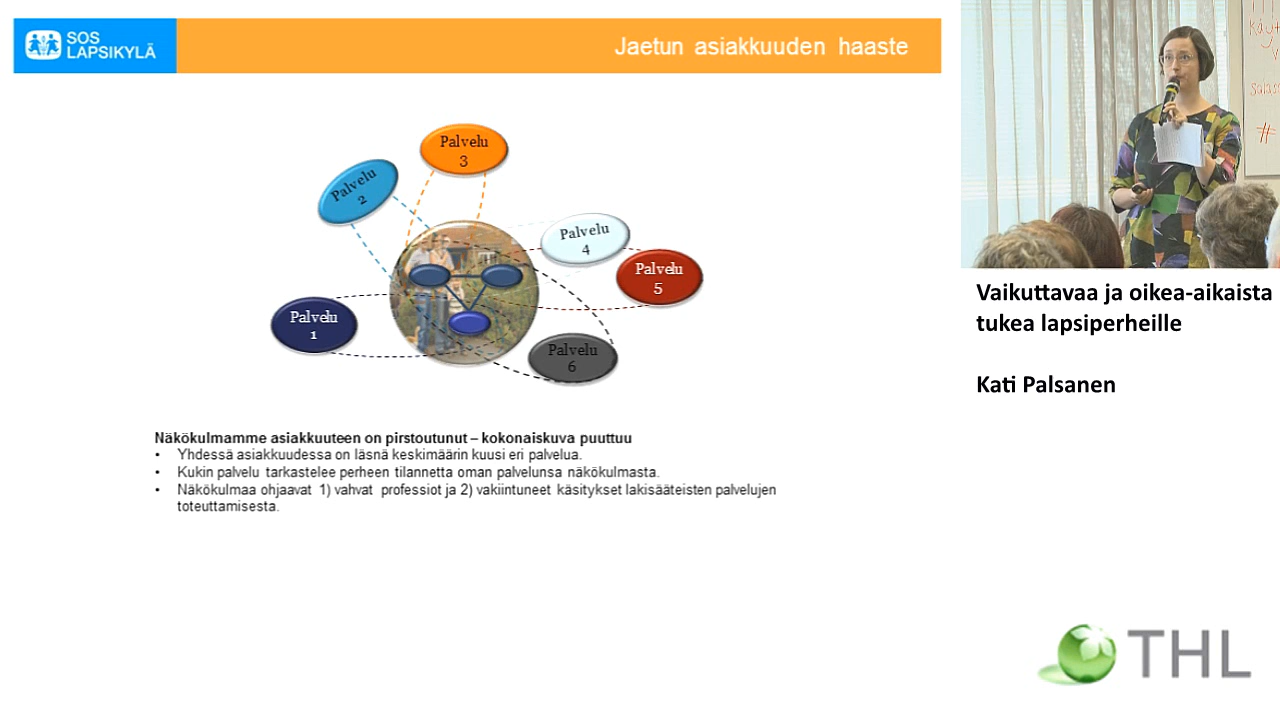 SOS
LAPSIKYLÄ
Jaetun asiakkuuden haaste
Palvelu
3
Palvelu
2
Palvelu
4
Palvelu
5
Palvelu
1
Palvelu
6
Näkökulmamme asiakkuuteen on pirstoutunut – kokonaiskuva puuttuu
• Yhdessä asiakkuudessa on läsnä keskimäärin kuusi eri palvelua.
• Kukin palvelu tarkastelee perheen tilannetta oman palvelunsa näkökulmasta.
• Näkökulmaa ohjaavat 1) vahvat professiot ja 2) vakiintuneet käsitykset lakisääteisten palvelujen
toteuttamisesta.
#
Vaikuttavaa ja oikea-aikaista
tukea lapsiperheille
Kati Palsanen
THL